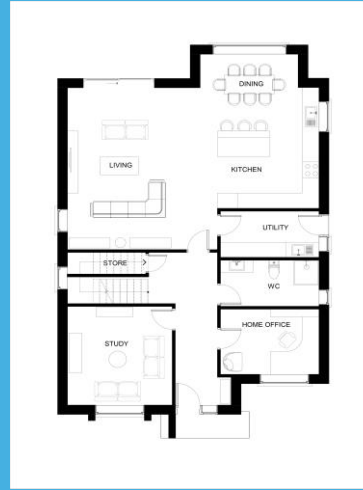 DINING
LIVING
KITCHEN
UTILITY
STORE
WC
HOME OFFICE
STUDY